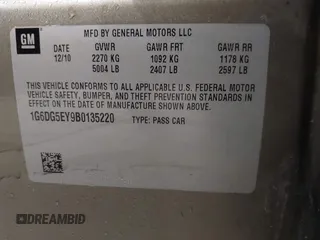 GM
MFD BY GENERAL MOTORS LLC
DATE GVWR GAWR FRT GAWR RR
12/10 2270 KG 1092 KG 1178 KG
5004 LB 2407 LB 2597 LB
THIS VEHICLE CONFORMS TO ALL APPLICABLE U.S. FEDERAL MOTOR
VEHICLE SAFETY, BUMPER, AND THEFT PREVENTION STANDARDS
IN EFFECT ON THE DATE OF MANUFACTURE SHOWN ABOVE.
1G6DG5EY9B0135220 TYPE: PASS CAR
DREAMBID